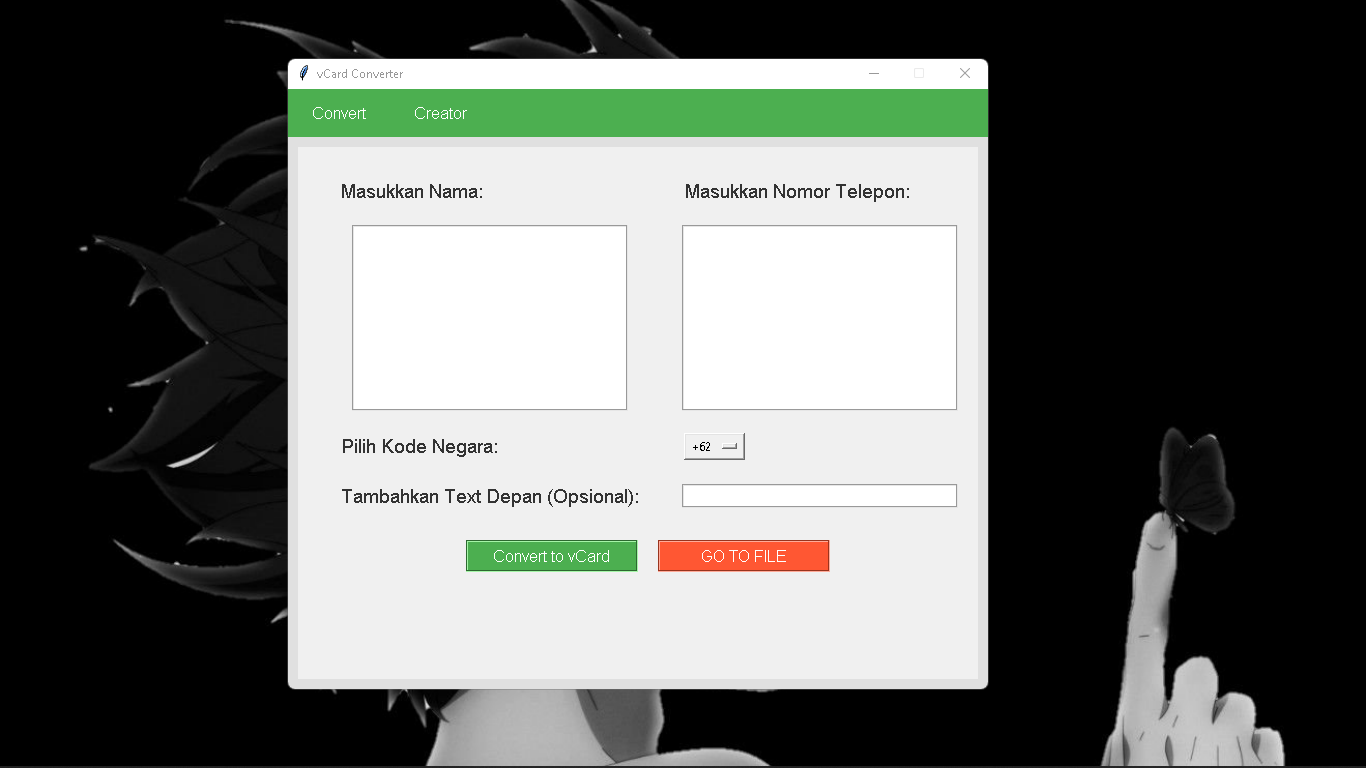 vCard Converter
Convert Creator
Masukkan Nama: Masukkan Nomor Telepon:
Pilih Kode Negara: +62
Tambahkan Text Depan (Opsional):
Convert to vCard GO TO FILE